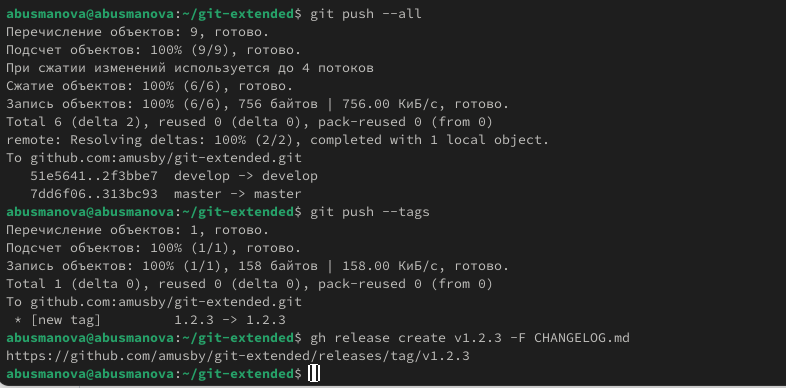 abusmanova@abusmanova:~/git-extended$ git push --all
Перечисление объектов: 9, готово.
Подсчет объектов: 100% (9/9), готово.
При сжатии изменений используется до 4 потоков
Сжатие объектов: 100% (6/6), готово.
Запись объектов: 100% (6/6), 756 байтов | 756.00 КиБ/с, готово.
Total 6 (delta 2), reused 0 (delta 0), pack-reused 0 (from 0)
remote: Resolving deltas: 100% (2/2), completed with 1 local object.
To github.com:amusby/git-extended.git
   51e5641..2f3bbe7  develop -> develop
   7dd6f06..313bc93  master -> master
abusmanova@abusmanova:~/git-extended$ git push --tags
Перечисление объектов: 1, готово.
Подсчет объектов: 100% (1/1), готово.
Запись объектов: 100% (1/1), 158 байтов | 158.00 КиБ/с, готово.
Total 1 (delta 0), reused 0 (delta 0), pack-reused 0 (from 0)
To github.com:amusby/git-extended.git
 * [new tag]         1.2.3 -> 1.2.3
abusmanova@abusmanova:~/git-extended$ gh release create v1.2.3 -F CHANGELOG.md
https://github.com/amusby/git-extended/releases/tag/v1.2.3
abusmanova@abusmanova:~/git-extended$